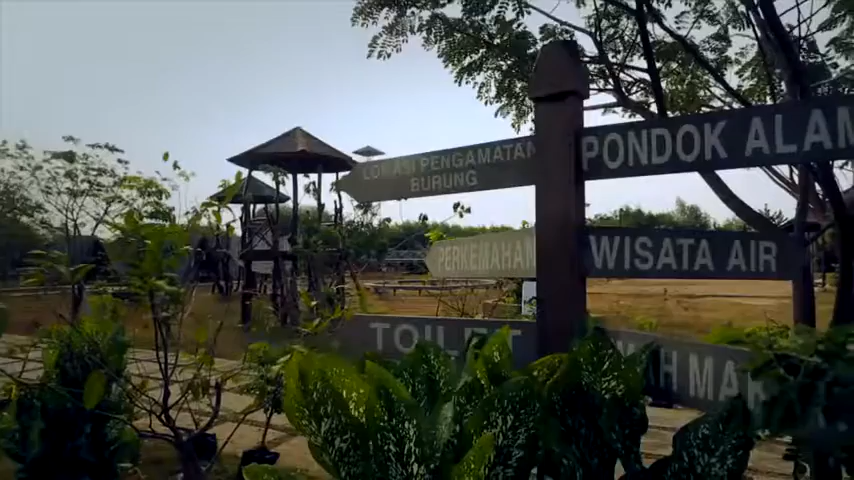 LOKASI PENGAMATAN
BURUNG
PONDOK ALAM
PERKEMAHAN
WISATA AIR
TOILET